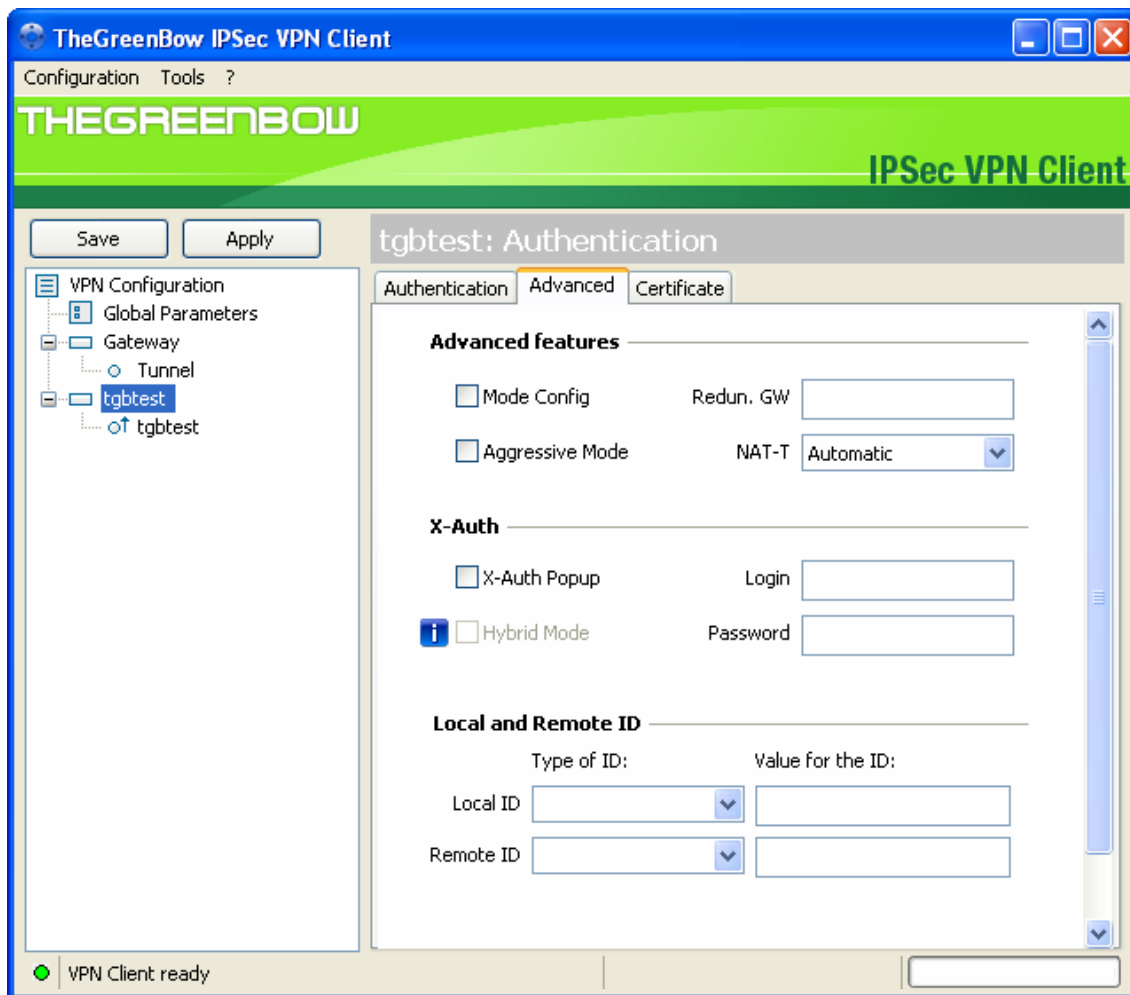 TheGreenBow IPSec VPN Client
Configuration Tools ?
THEGREENBOW
IPSec VPN Client
Save Apply
tgbtest: Authentication
VPN Configuration
Global Parameters
Gateway
Tunnel
tgbtest
tgbtest
Authentication Advanced Certificate
Advanced features
Mode Config Redun. GW
Aggressive Mode NAT-T Automatic
X-Auth
X-Auth Popup Login
i Hybrid Mode Password
Local and Remote ID
Type of ID: Value for the ID:
Local ID
Remote ID
VPN Client ready